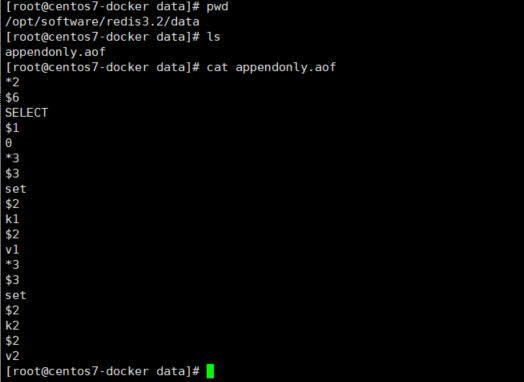 [root@centos7-docker data]# pwd
/opt/software/redis3.2/data
[root@centos7-docker data]# ls
appendonly.aof
[root@centos7-docker data]# cat appendonly.aof
*2
$6
SELECT
$1
0
*3
$3
set
$2
k1
$2
v1
*3
$3
set
$2
k2
$2
v2
[root@centos7-docker data]#